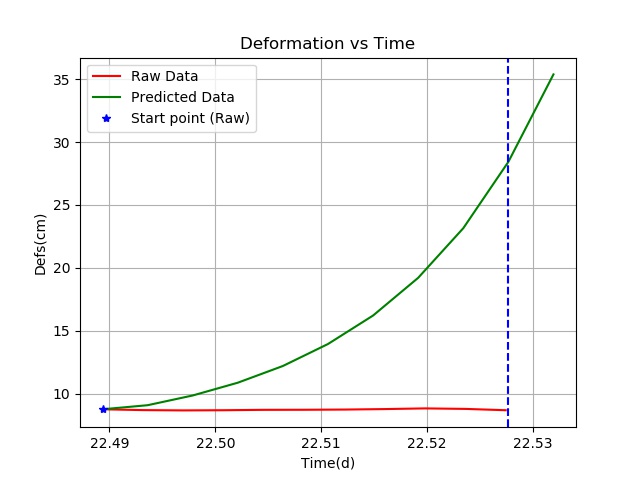 Deformation vs Time
Raw Data
Predicted Data
Start point (Raw)
35
30
25
20
15
10
Defs(cm)
22.49
22.50
22.51
22.52
22.53
Time(d)